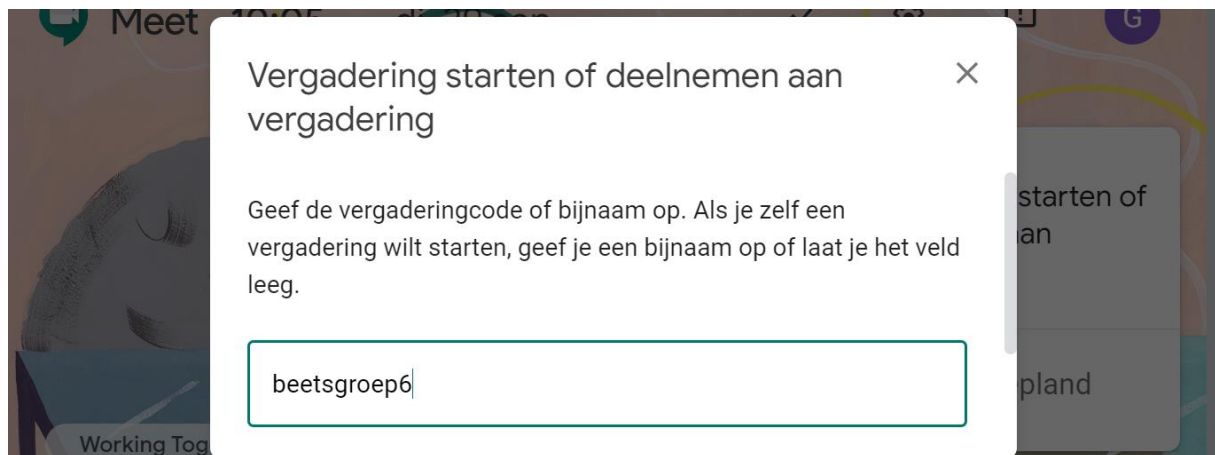 Meet
G
Vergadering starten of deelnemen aan
vergadering
Geef de vergaderingcode of bijnaam op. Als je zelf een
vergadering wilt starten, geef je een bijnaam op of laat je het veld
leeg.
beetsgroep6
starten of
pland
Working Tog